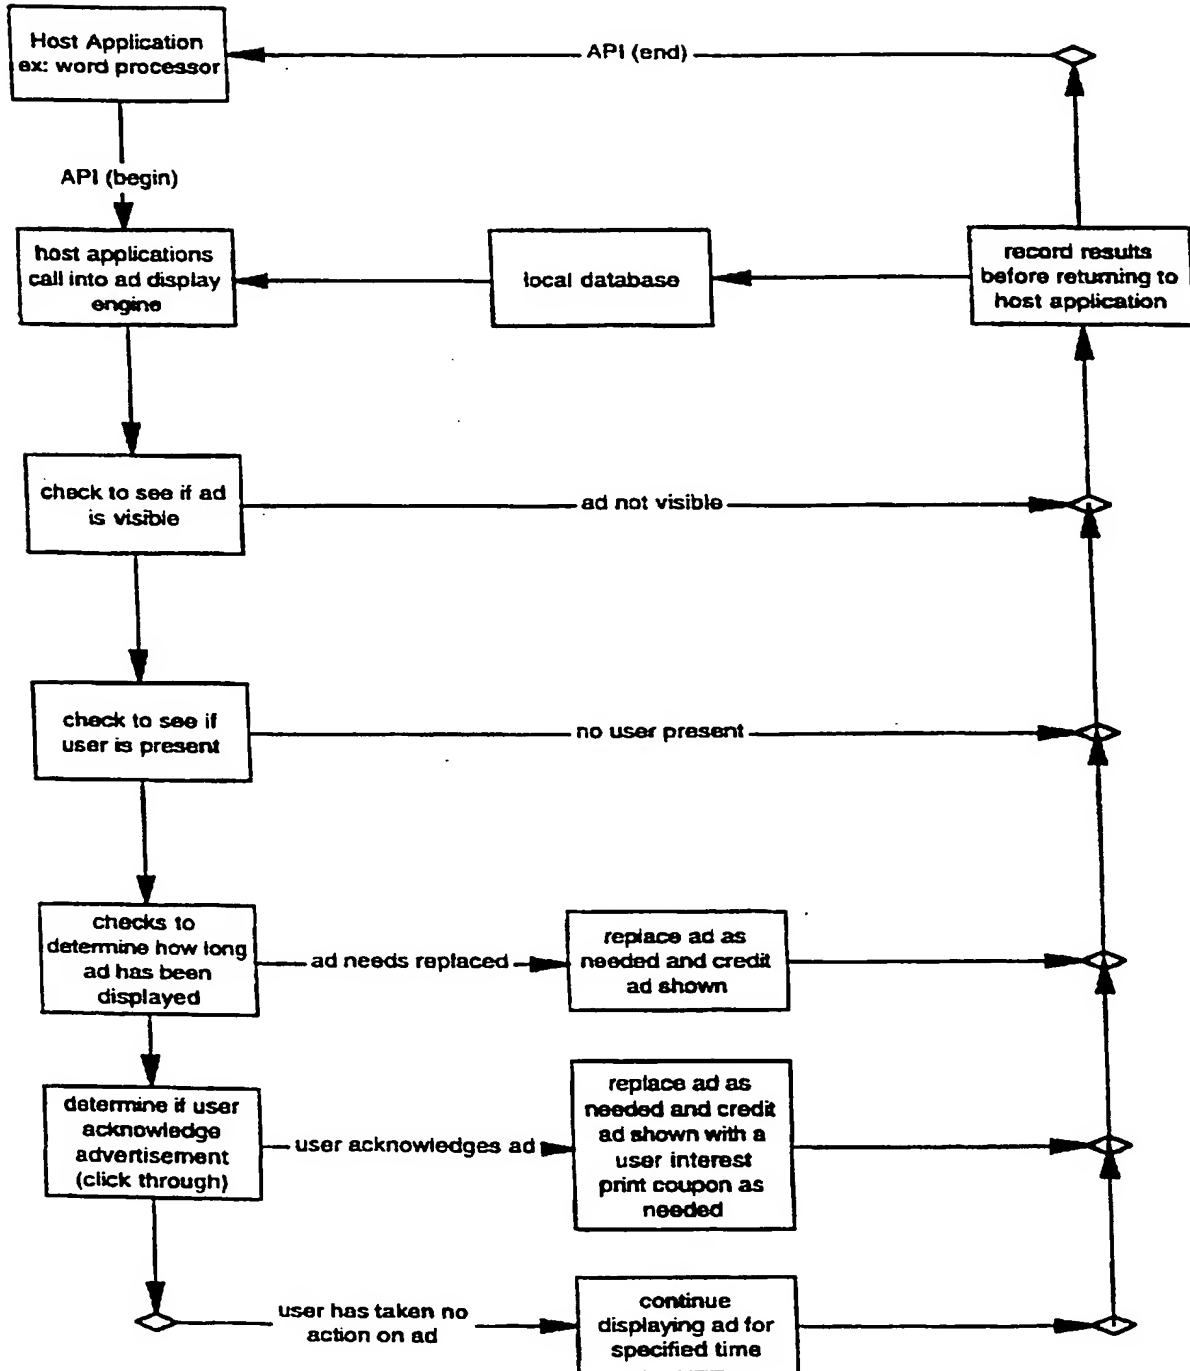 Host Application
ex: word processor
API (end)
API (begin)
host applications
call into ad display
engine
local database
record results
before returning to
host application
check to see if ad
is visible
ad not visible
check to see if
user is present
no user present
checks to
determine how long
ad has been
displayed
ad needs replaced
replace ad as
needed and credit
ad shown
determine if user
acknowledge
advertisement
(click through)
user acknowledges ad
replace ad as
needed and credit
ad shown with a
user interest
print coupon as
needed
user has taken no
action on ad
continue
displaying ad for
specified time